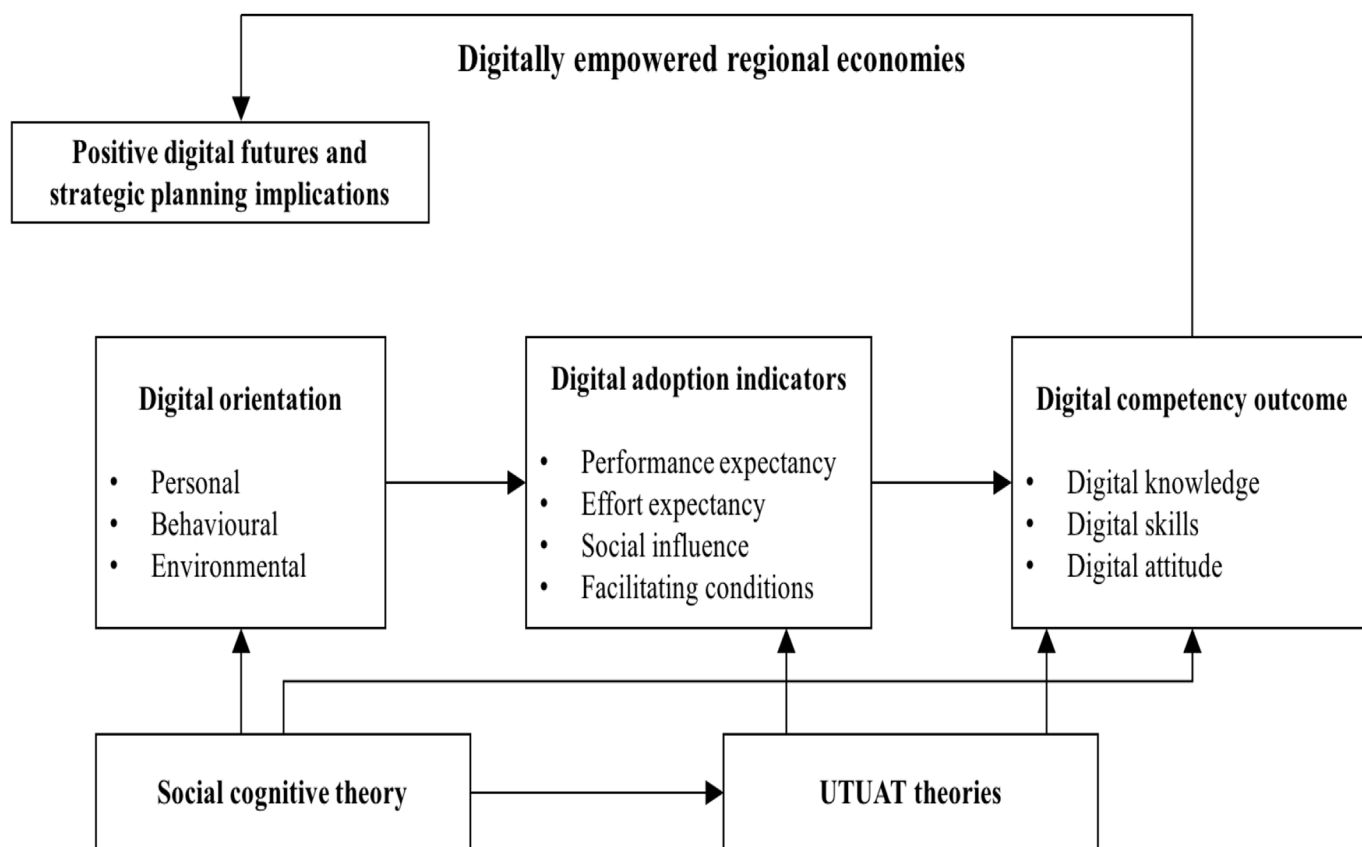 Digitally empowered regional economies
Positive digital futures and
strategic planning implications
Digital orientation
• Personal
• Behavioural
• Environmental
Digital adoption indicators
• Performance expectancy
• Effort expectancy
• Social influence
• Facilitating conditions
Digital competency outcome
• Digital knowledge
• Digital skills
• Digital attitude
Social cognitive theory
UTUAT theories